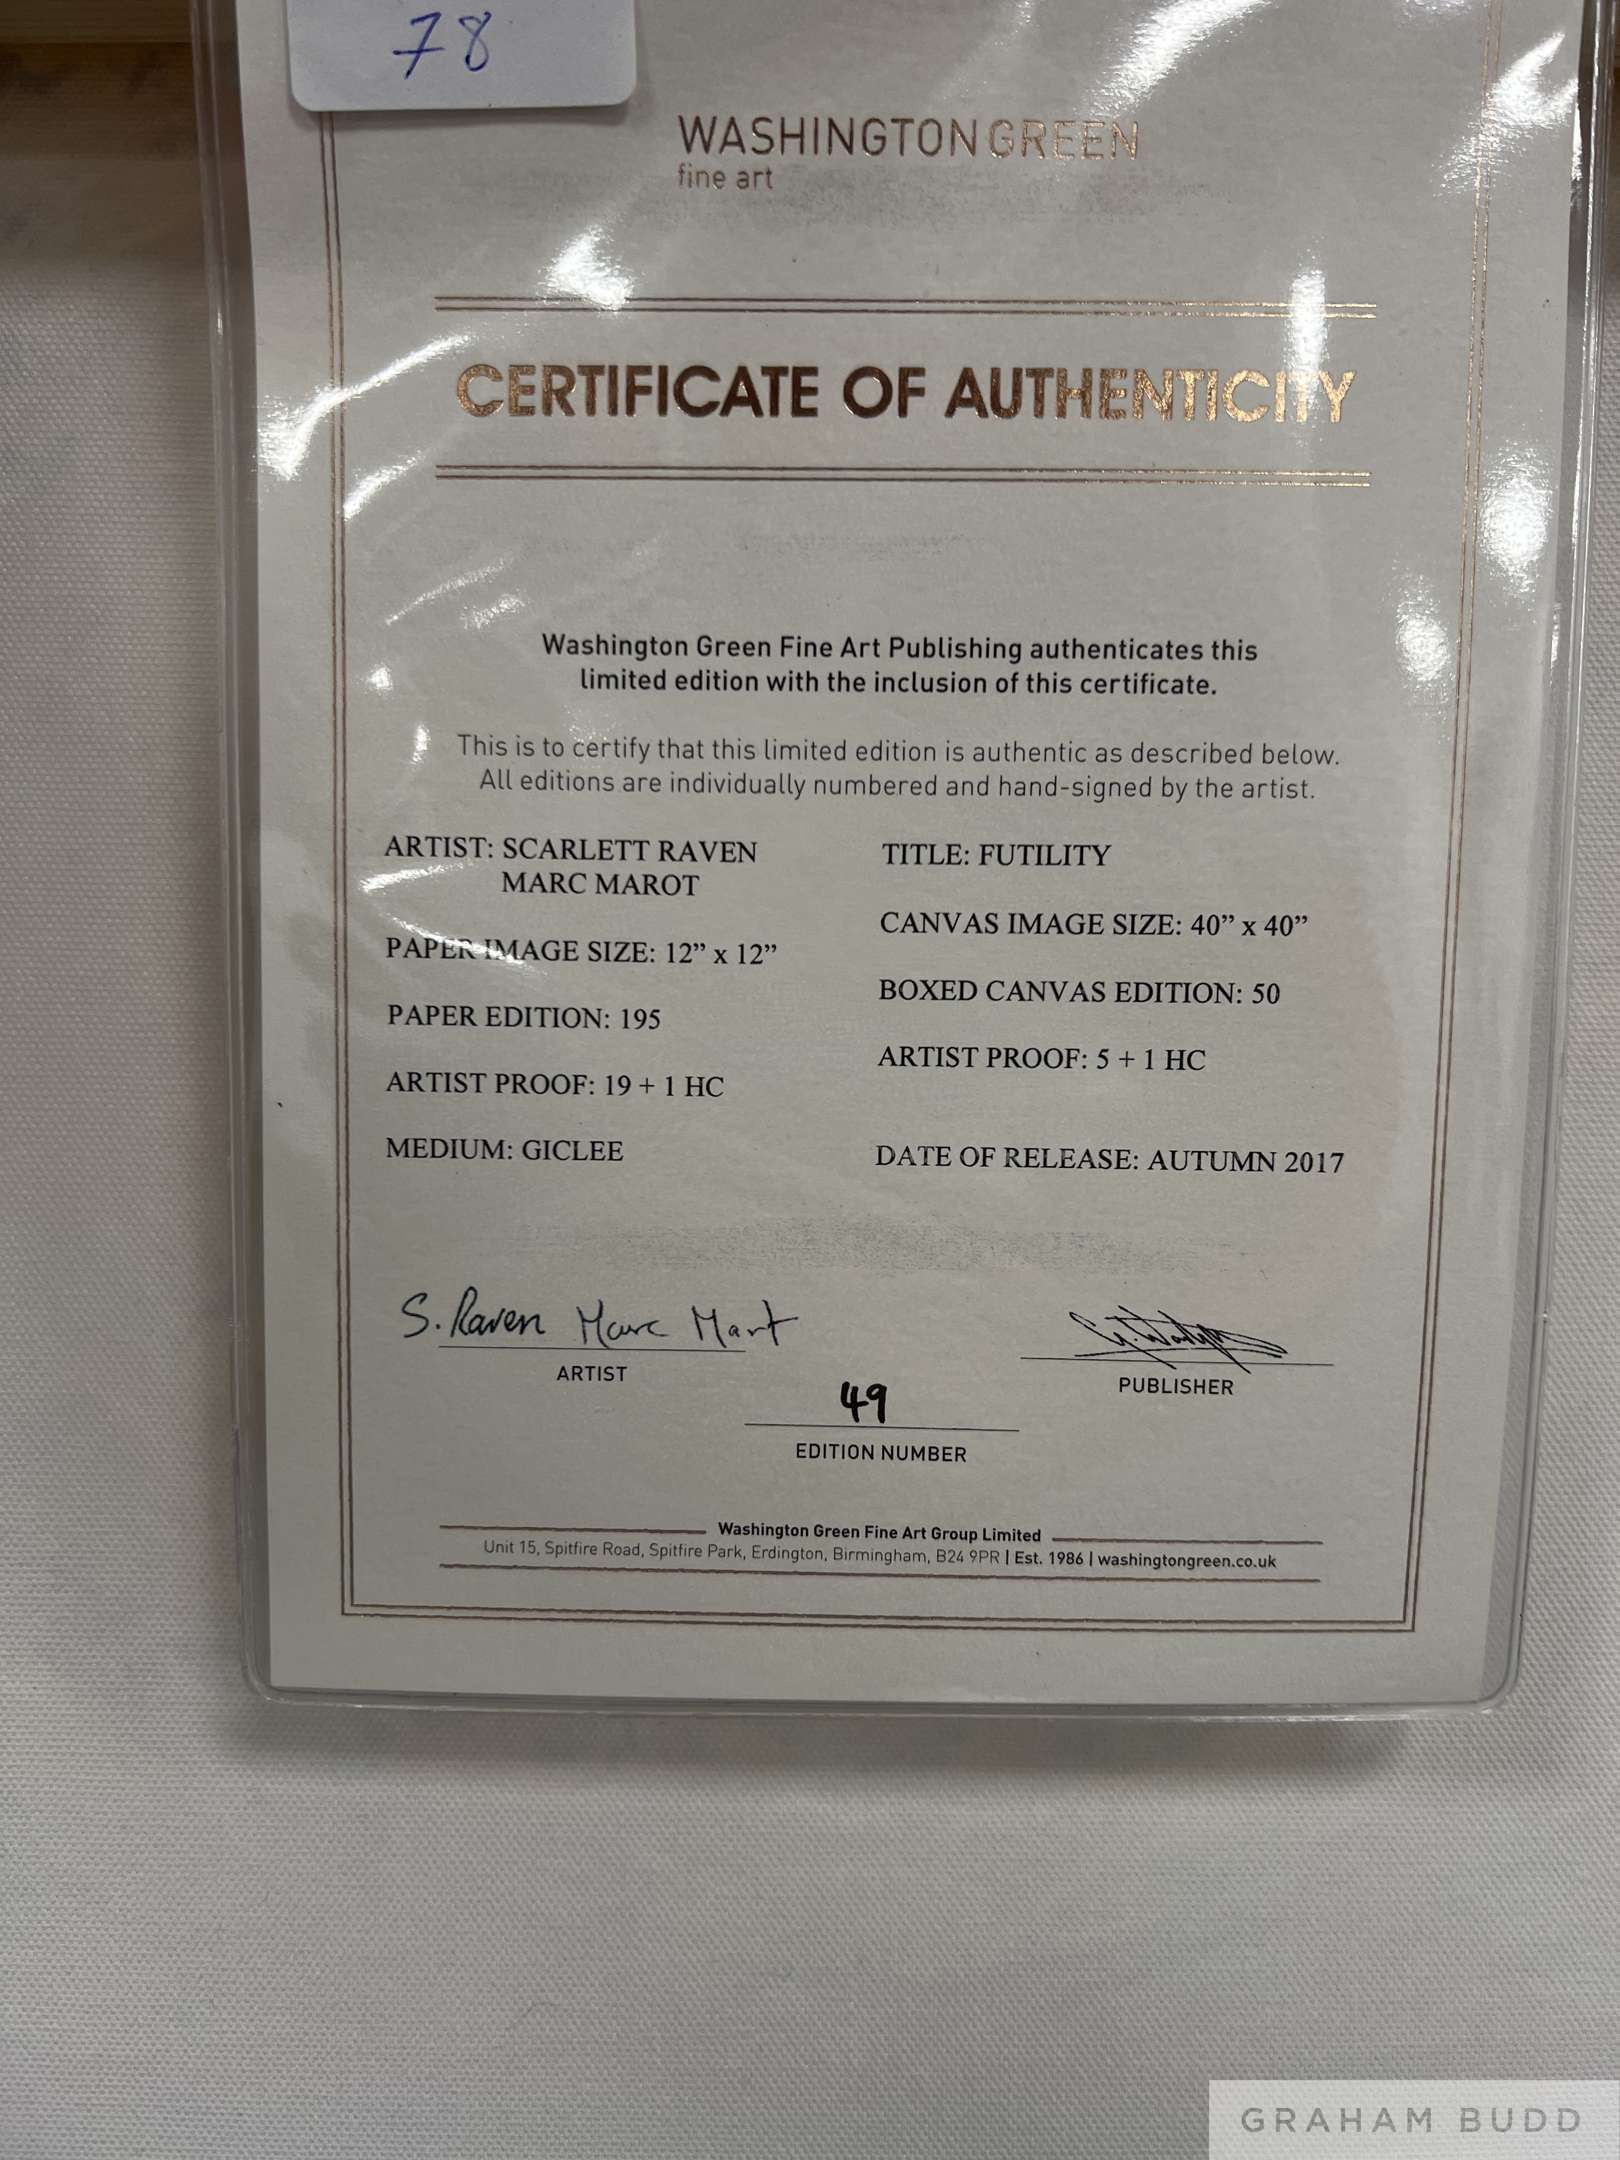 78
WASHINGTON GREEN
fine art
CERTIFICATE OF AUTHENTICITY
Washington Green Fine Art Publishing authenticates this
limited edition with the inclusion of this certificate.
This is to certify that this limited edition is authentic as described below.
All editions are individually numbered and hand-signed by the artist.
ARTIST: SCARLETT RAVEN
MARC MAROT
PAPER IMAGE SIZE: 12” x 12”
PAPER EDITION: 195
ARTIST PROOF: 19 + 1 HC
MEDIUM: GICLEE
TITLE: FUTILITY
CANVAS IMAGE SIZE: 40” x 40”
BOXED CANVAS EDITION: 50
ARTIST PROOF: 5 + 1 HC
DATE OF RELEASE: AUTUMN 2017
S. Raven Marc Marot
ARTIST
PUBLISHER
49
EDITION NUMBER
Washington Green Fine Art Group Limited
Unit 15, Spitfire Road, Spitfire Park, Erdington, Birmingham, B24 9PR | Est. 1986 | washingtongreen.co.uk
GRAHAM BUDD